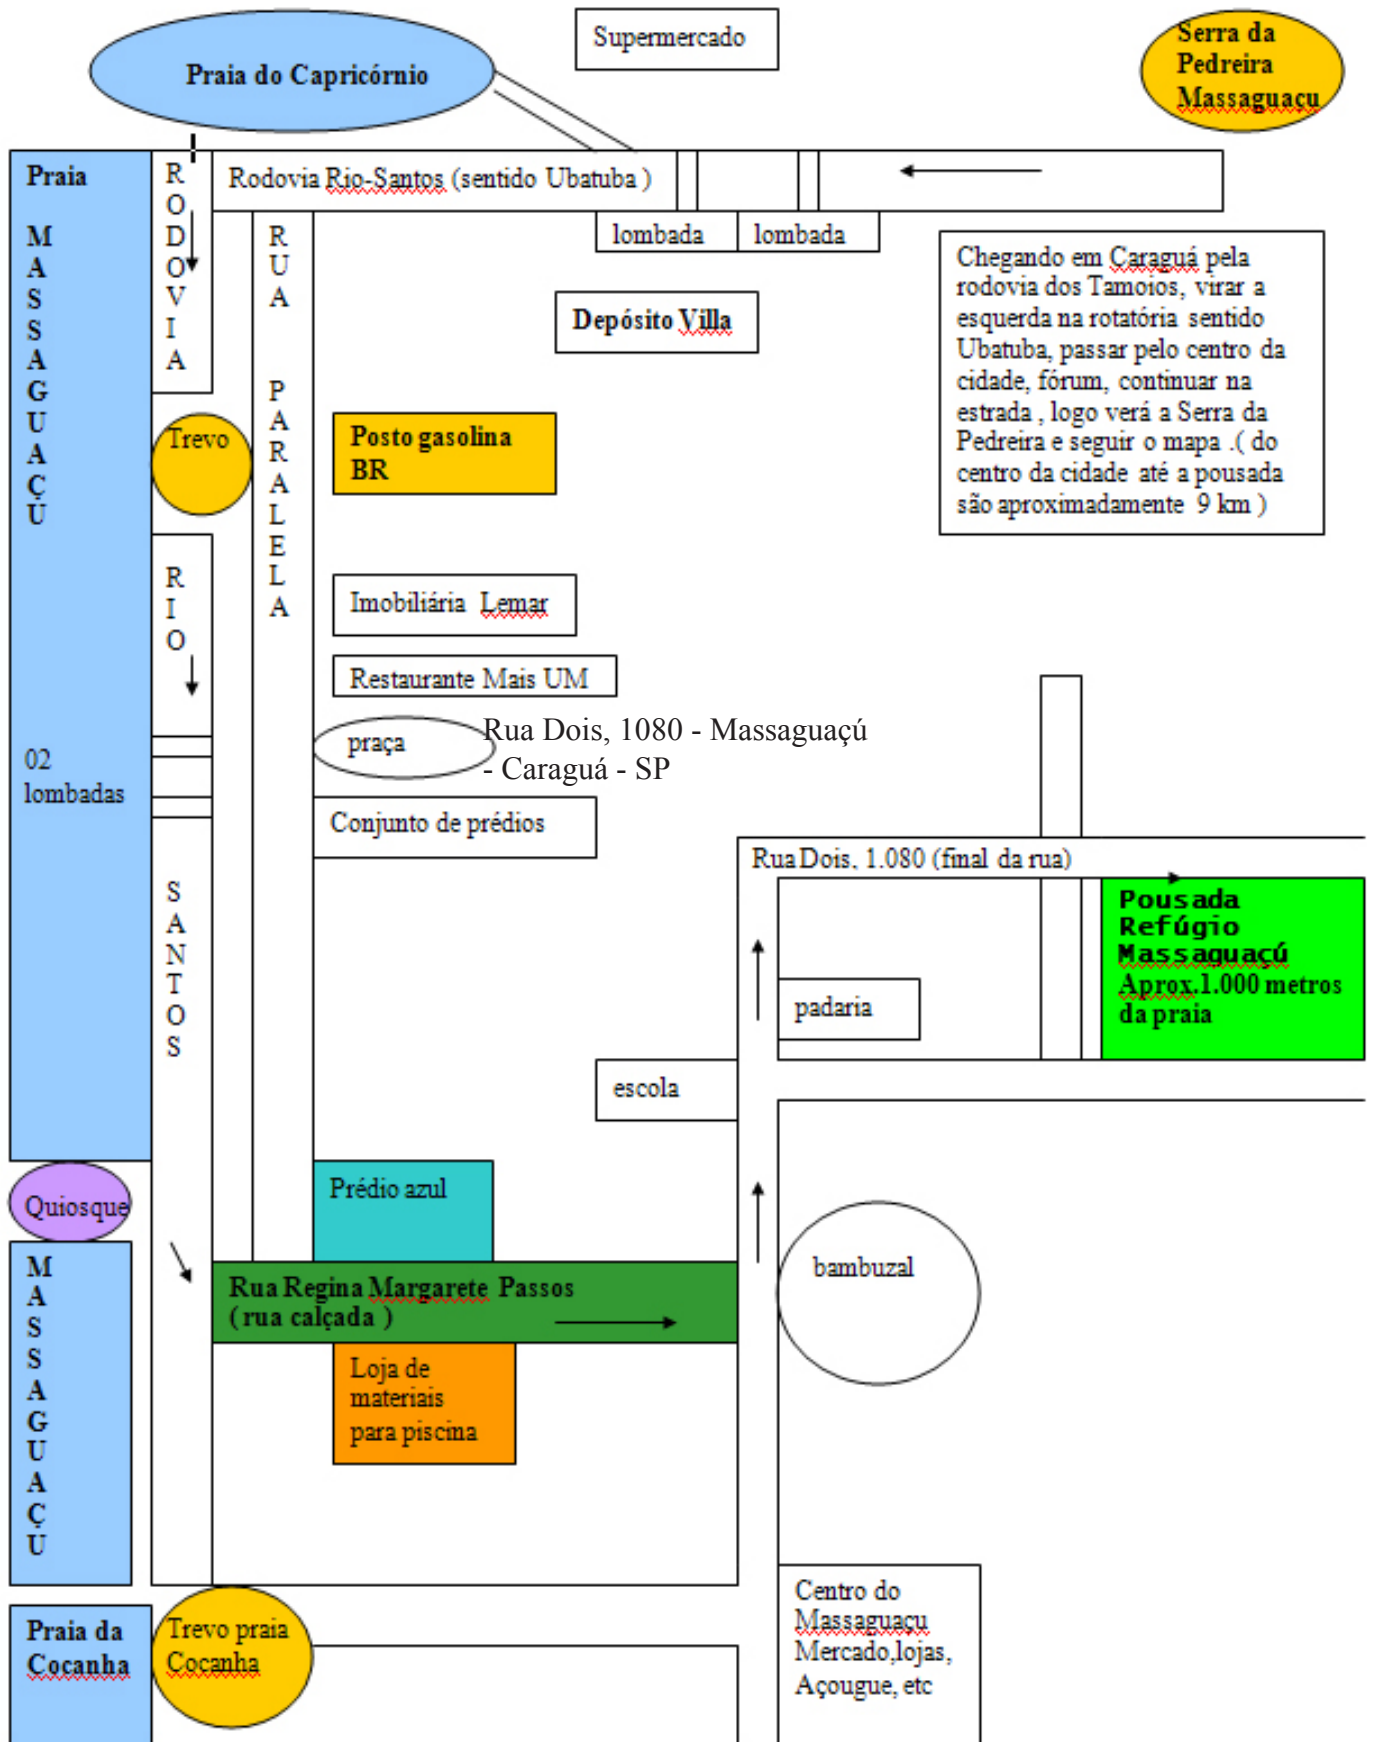 Supermercado
Serra da
Pedreira
Massaguaçu
Praia do Capricórnio
Praia
MASSAGUAÇU
RODOVIA
Rodovia Rio-Santos (sentido Ubatuba )
lombada
lombada
RUA PARALELA
Chegando em Caraguá pela
rodovia dos Tamoios, virar a
esquerda na rotatória sentido
Ubatuba, passar pelo centro da
cidade, fórum, continuar na
estrada , logo verá a Serra da
Pedreira e seguir o mapa .( do
centro da cidade até a pousada
são aproximadamente 9 km )
Depósito Villa
Trevo
Posto gasolina
BR
RIO
Imobiliária Lemar
Restaurante Mais UM
praça
Rua Dois, 1080 - Massaguaçú
- Caraguá - SP
02
lombadas
Conjunto de prédios
SANTOS
Rua Dois, 1.080 (final da rua)
Pousada
Refúgio
Massaguaçú
Aprox.1.000 metros
da praia
padaria
escola
Prédio azul
Quiosque
bambuzal
MASSAGUAÇU
Rua Regina Margarete Passos
( rua calçada )
Loja de
materiais
para piscina
Centro do
Massaguaçu
Mercado,lojas,
Açougue, etc
Praia da
Cocanha
Trevo praia
Cocanha